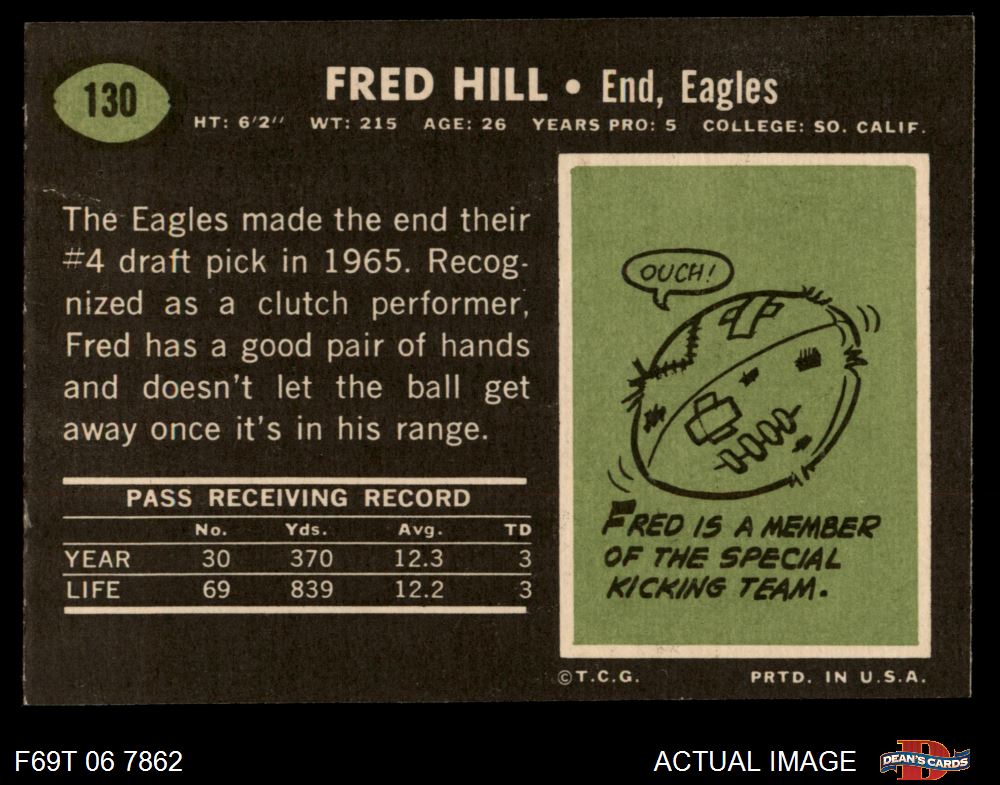 130
FRED HILL • End, Eagles
HT: 6'2" WT: 215 AGE: 26 YEARS PRO: 5 COLLEGE: SO. CALIF.
The Eagles made the end their
#4 draft pick in 1965. Recog-
nized as a clutch performer,
Fred has a good pair of hands
and doesn't let the ball get
away once it's in his range.
PASS RECEIVING RECORD
No. Yds. Avg. TD
YEAR 30 370 12.3 3
LIFE 69 839 12.2 3
OUCH!
FRED IS A MEMBER
OF THE SPECIAL
KICKING TEAM.
©T.C.G. PRTD. IN U.S.A.
F69T 06 7862
ACTUAL IMAGE
D
DEAN'S CARDS